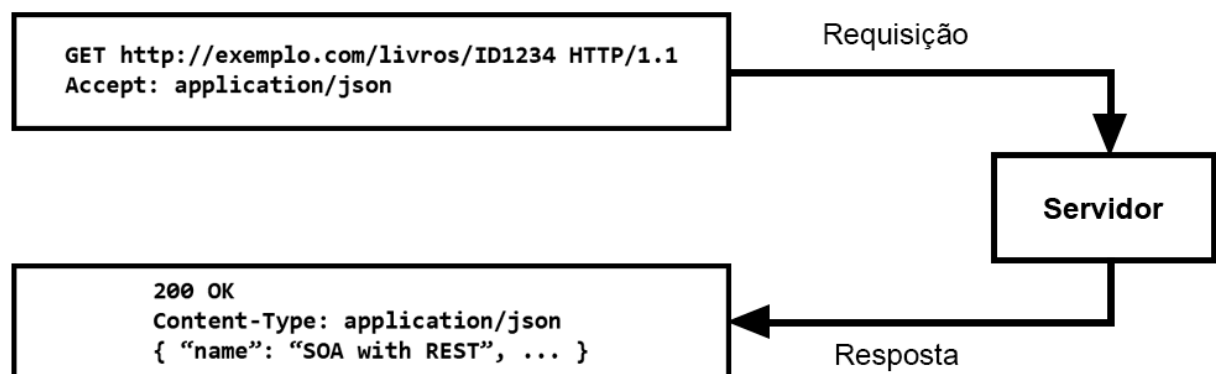 GET http://exemplo.com/livros/ID1234 HTTP/1.1
Accept: application/json
Requisição
Servidor
200 OK
Content-Type: application/json
{ “name”: “SOA with REST”, ... }
Resposta